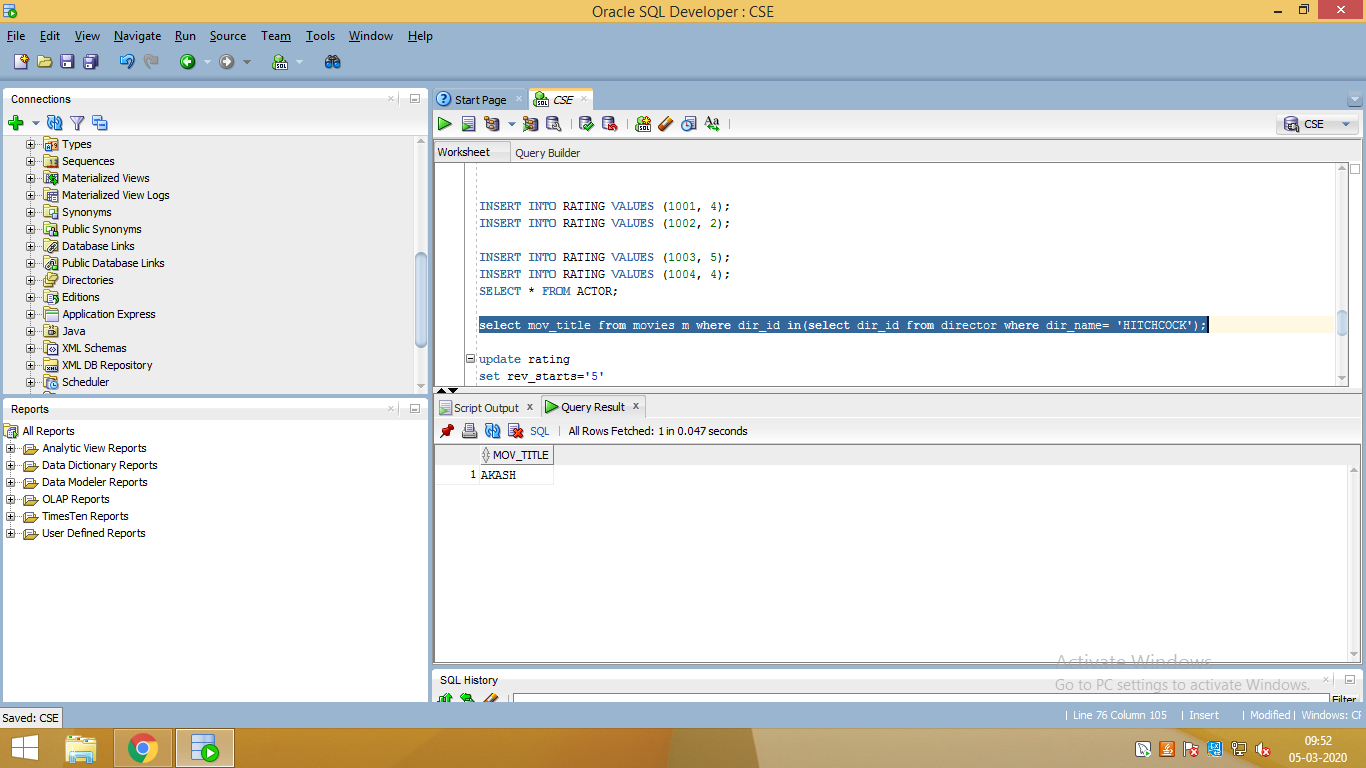 Oracle SQL Developer : CSE
File Edit View Navigate Run Source Team Tools Window Help
Connections
Types
Sequences
Materialized Views
Materialized View Logs
Synonyms
Public Synonyms
Database Links
Public Database Links
Directories
Editions
Application Express
Java
XML Schemas
XML DB Repository
Scheduler
Reports
All Reports
Analytic View Reports
Data Dictionary Reports
Data Modeler Reports
OLAP Reports
TimesTen Reports
User Defined Reports
Start Page CSE
CSE
Worksheet Query Builder
INSERT INTO RATING VALUES (1001, 4);
INSERT INTO RATING VALUES (1002, 2);
INSERT INTO RATING VALUES (1003, 5);
INSERT INTO RATING VALUES (1004, 4);
SELECT * FROM ACTOR;
select mov_title from movies m where dir_id in(select dir_id from director where dir_name= 'HITCHCOCK');
update rating
set rev_starts='5'
Script Output x Query Result x
SQL | All Rows Fetched: 1 in 0.047 seconds
MOV_TITLE
1 AKASH
Activate Windows
Go to PC settings to activate Windows.
SQL History
Filter
Saved: CSE
| Line 76 Column 105 | Insert | Modified | Windows: CF
09:52
05-03-2020